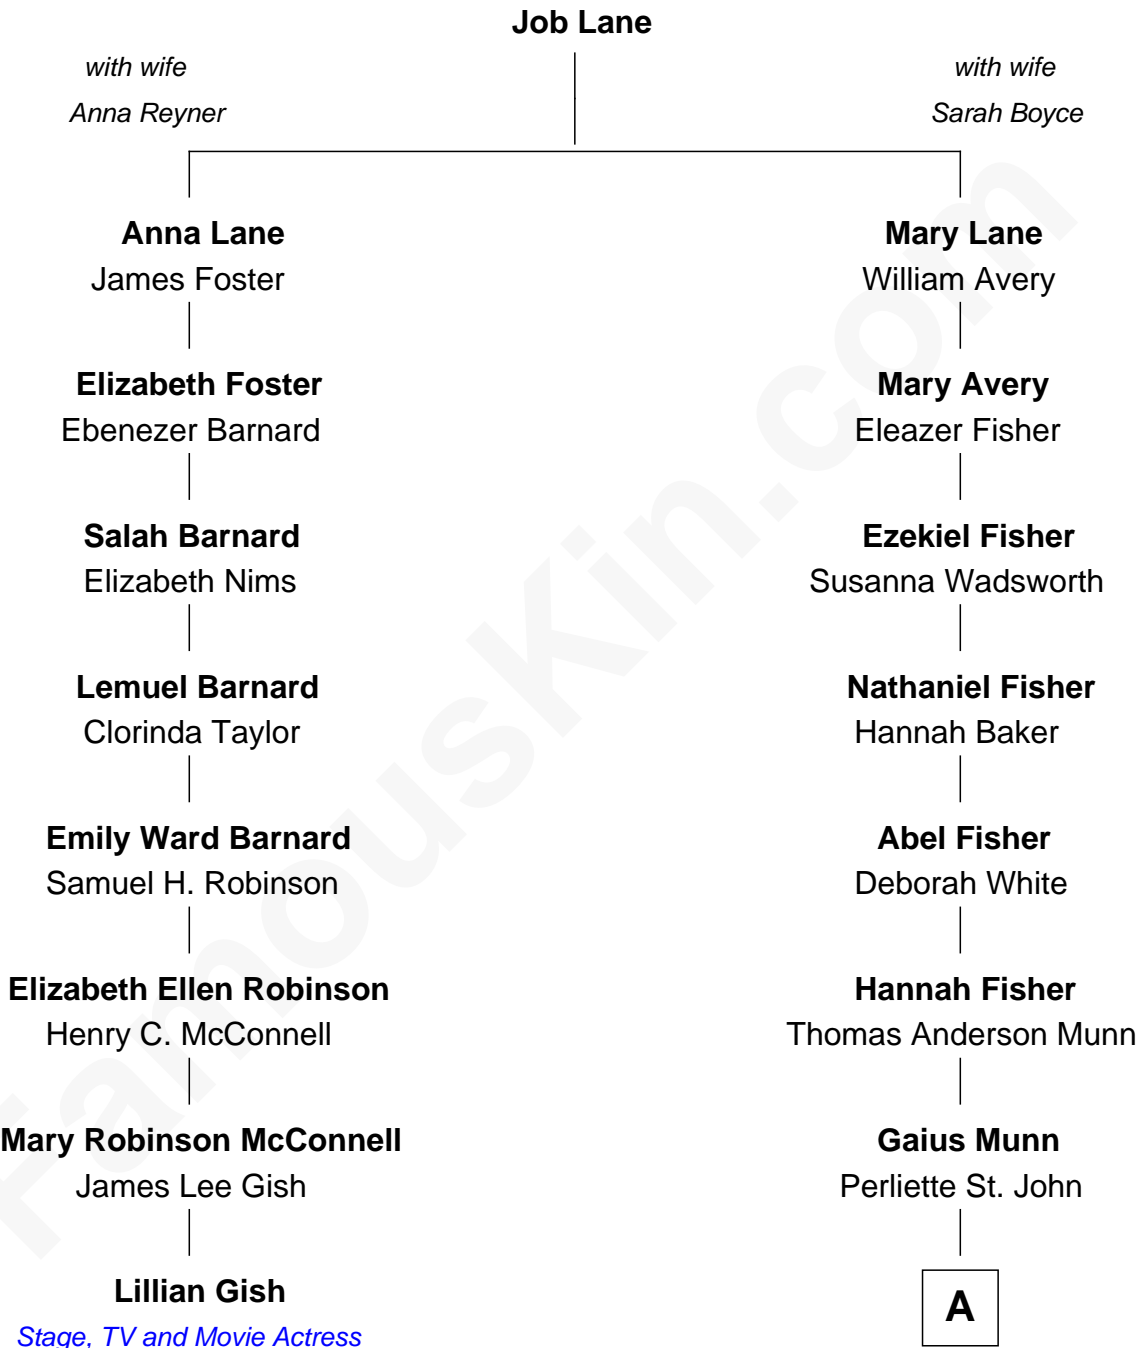 Job Lane
with wife
Anna Reyner
with wife
Sarah Boyce
Anna Lane
James Foster
Mary Lane
William Avery
Elizabeth Foster
Ebenezer Barnard
Mary Avery
Eleazer Fisher
Salah Barnard
Elizabeth Nims
Ezekiel Fisher
Susanna Wadsworth
Lemuel Barnard
Clorinda Taylor
Nathaniel Fisher
Hannah Baker
Emily Ward Barnard
Samuel H. Robinson
Abel Fisher
Deborah White
Elizabeth Ellen Robinson
Henry C. McConnell
Hannah Fisher
Thomas Anderson Munn
Mary Robinson McConnell
James Lee Gish
Gaius Munn
Perliette St. John
Lillian Gish
Stage, TV and Movie Actress
A
FamousKin.com